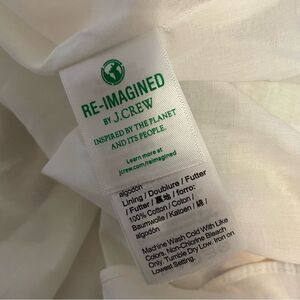 RE-IMAGINED
BY J.CREW
INSPIRED BY THE PLANET
AND ITS PEOPLE.
Learn more at
jcrew.com/reimagined
algodón
Lining / Doublure / Futter
/ Futter / 裏地 / forro:
100% Cotton / Coton /
Baumwolle / Katoen / 綿 /
algodón
Machine Wash Cold With Like
Colors. Non-Chlorine Bleach
Only. Tumble Dry Low. Iron on
Lowest Setting.